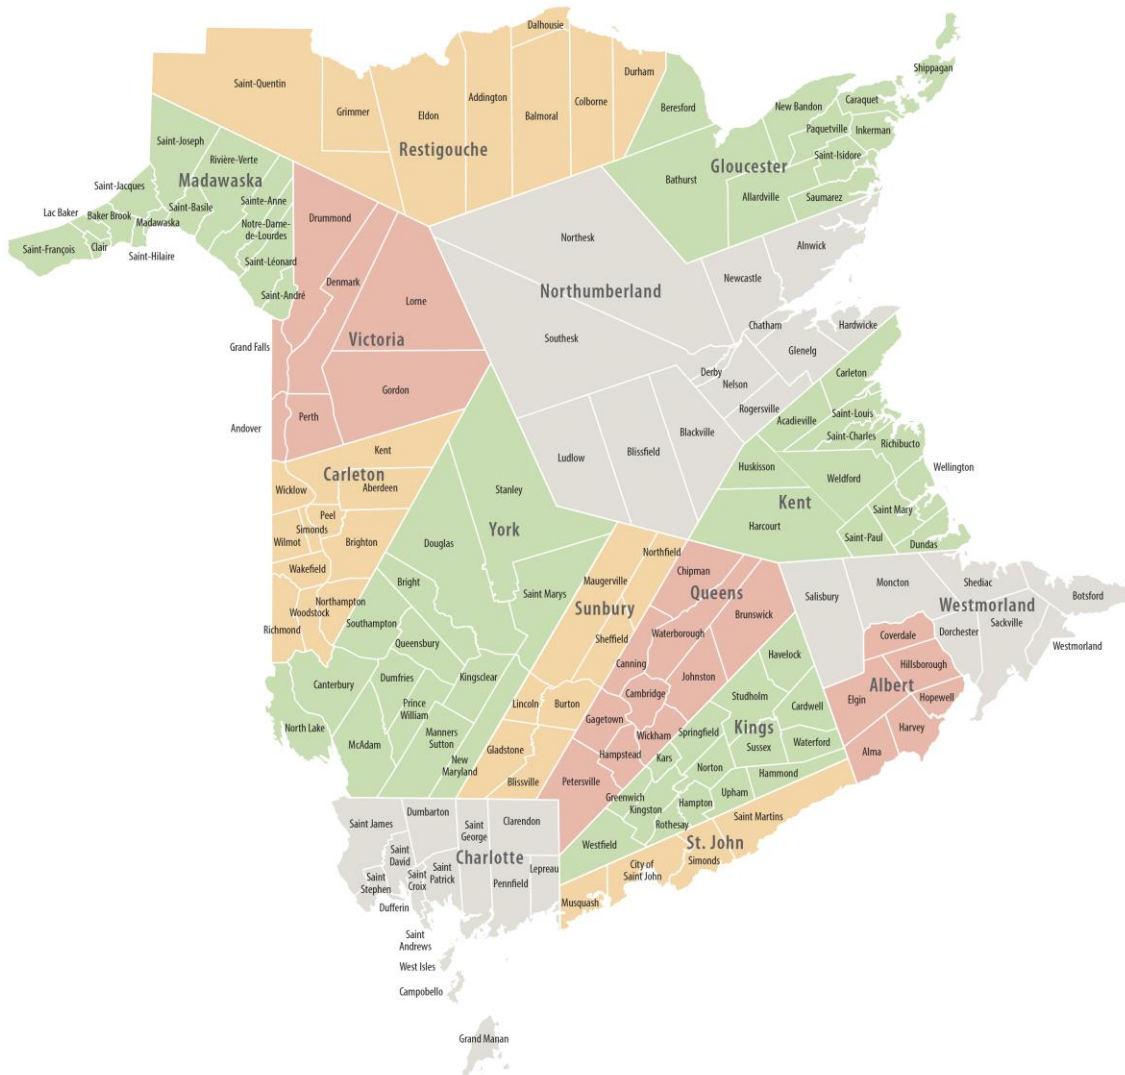 Dalhousie
Saint-Quentin
Grimmer
Eldon
Addington
Balmoral
Colborne
Durham
Restigouche
Shippagan
Beresford
New Bandon
Caraquet
Paquetville
Inkerman
Saint-Isidore
Gloucester
Bathurst
Allardville
Saumarez
Saint-Joseph
Rivière-Verte
Madawaska
Saint-Jacques
Lac Baker
Baker Brook
Madawaska
Saint-Basile
Sainte-Anne
Notre-Dame-
de-Lourdes
Saint-François
Clair
Saint-Hilaire
Saint-Léonard
Saint-André
Drummond
Denmark
Lorne
Victoria
Grand Falls
Gordon
Andover
Perth
Northesk
Alnwick
Newcastle
Northumberland
Southesk
Chatham
Hardwicke
Glenelg
Derby
Nelson
Rogersville
Blackville
Blissfield
Ludlow
Carleton
Acadieville
Saint-Louis
Saint-Charles
Richibucto
Huskisson
Weldford
Wellington
Kent
Harcourt
Saint Mary
Saint-Paul
Dundas
Kent
Carleton
Wicklow
Aberdeen
Peel
Simonds
Wilmot
Brighton
Wakefield
Northampton
Woodstock
Richmond
Stanley
York
Douglas
Bright
Saint Marys
Southampton
Queensbury
Canterbury
Dumfries
Kingsclear
Prince
William
North Lake
McAdam
Manners
Sutton
New
Maryland
Northfield
Maugerville
Sunbury
Sheffield
Lincoln
Burton
Gladstone
Blissville
Chipman
Queens
Brunswick
Waterborough
Canning
Johnston
Cambridge
Gagetown
Wickham
Hampstead
Petersville
Havelock
Studholm
Cardwell
Springfield
Kings
Sussex
Waterford
Kars
Norton
Hammond
Greenwich
Kingston
Hampton
Upham
Rothesay
Westfield
Salisbury
Moncton
Shediac
Botsford
Westmorland
Dorchester
Sackville
Westmorland
Coverdale
Hillsborough
Albert
Elgin
Hopewell
Harvey
Alma
Saint Martins
St. John
Simonds
City of
Saint John
Musquash
Saint James
Dumbarton
Saint
George
Clarendon
Saint
David
Charlotte
Lepreau
Saint
Stephen
Saint
Croix
Saint
Patrick
Pennfield
Dufferin
Saint
Andrews
West Isles
Campobello
Grand Manan